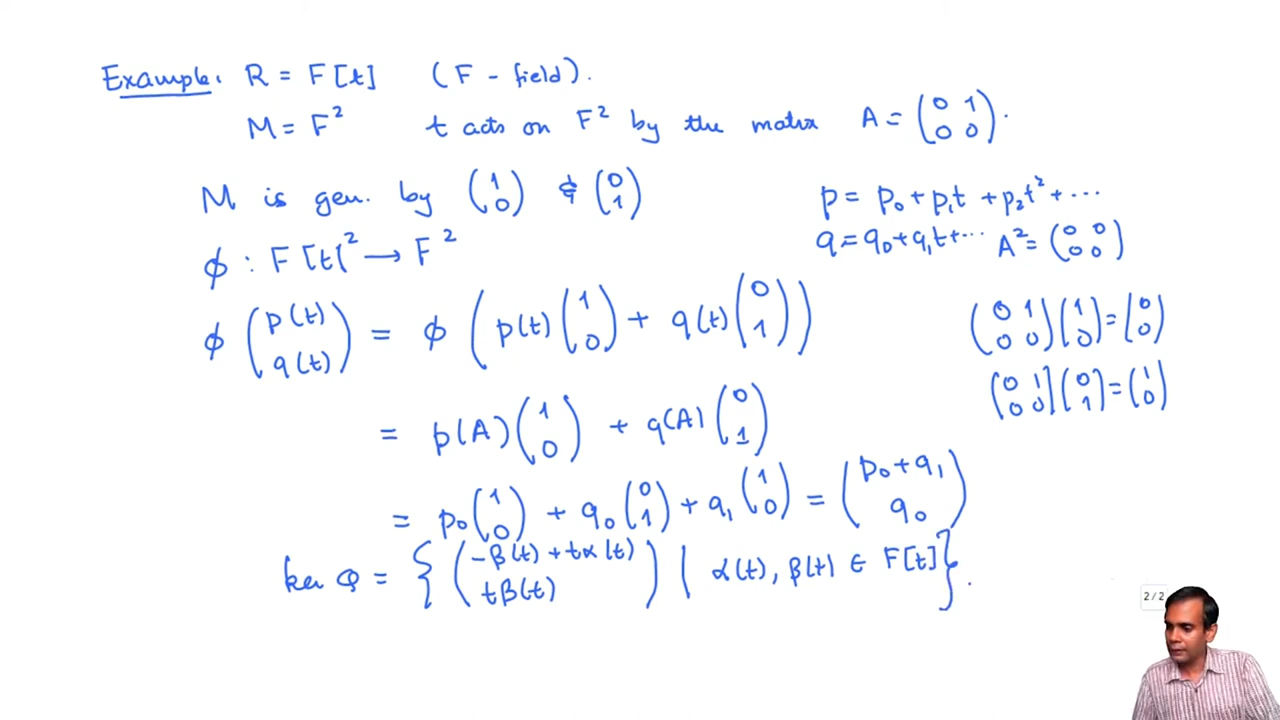 Example: R = F[t] (F - field).
M = F² t acts on F² by the matrix A = (0 1 0 0).
M is gen. by (1 0) & (0 1)
p = p₀ + p₁t + p₂t² + ...
q = q₀ + q₁t + ... A² = (0 0 0 0)
ϕ : F[t]² → F²
ϕ (p(t) q(t)) = ϕ (p(t) (1 0) + q(t) (0 1))
(0 1 0 0)(1 0) = (0 0)
(0 1 0 0)(0 1) = (1 0)
= p(A) (1 0) + q(A) (0 1)
= p₀ (1 0) + q₀ (0 1) + q₁ (1 0) = (p₀ + q₁ q₀)
ker φ = { (-β(t) + tα(t) tβ(t)) | α(t), β(t) ∈ F[t] }.
2 / 2